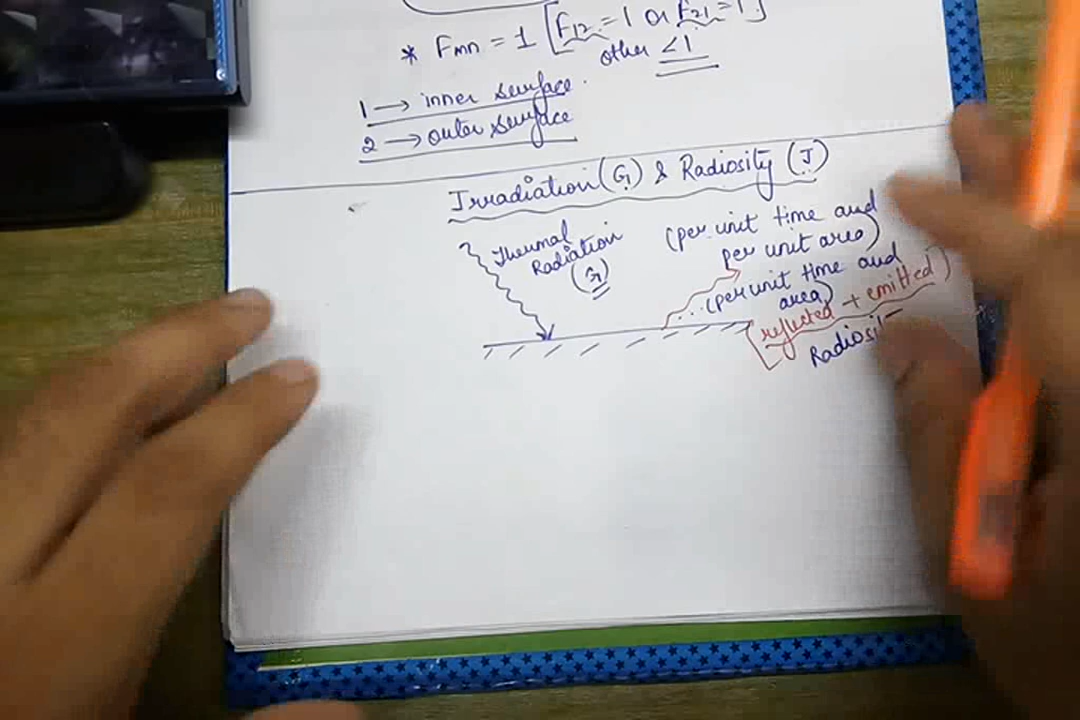 * Fmn = 1 [F12 = 1 or F21 = 1]
other < 1
1 → inner surface.
2 → outer surface
Irradiation (G) & Radiosity (J)
Thermal Radiation (G)
(per unit time and per unit area)
(per unit time and area)
(reflected + emitted)